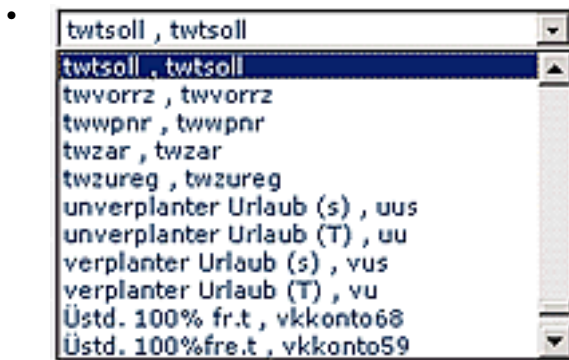 twtsoll , twtsoll
twtsoll , twtsoll
twvorrz , twvorrz
twwpnr , twwpnr
twzar , twzar
twzureg , twzureg
unverplanter Urlaub (s) , uus
unverplanter Urlaub (T) , uu
verplanter Urlaub (s) , vus
verplanter Urlaub (T) , vu
Üstd. 100% fr.t , vkkonto68
Üstd. 100%fre.t , vkkonto59